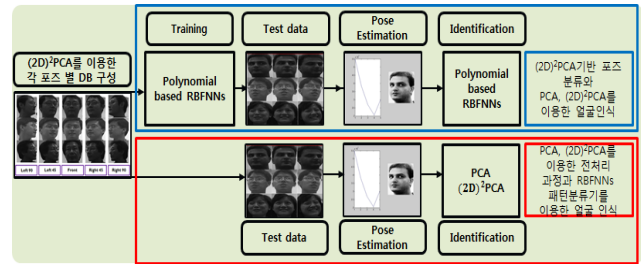 Training
Test data
Pose
Estimation
Identification
(2D)²PCA를 이용한
각 포즈 별 DB 구성
Polynomial
based RBFNNs
Polynomial
based
RBFNNs
(2D)²PCA기반 포즈
분류와
PCA, (2D)²PCA를
이용한 얼굴인식
Left 90
Left 45
Front
Right 45
Right 90
PCA
(2D)²PCA
PCA, (2D)²PCA를
이용한 전처리
과정과 RBFNNs
패턴분류기를
이용한 얼굴 인식
Test data
Pose
Estimation
Identification